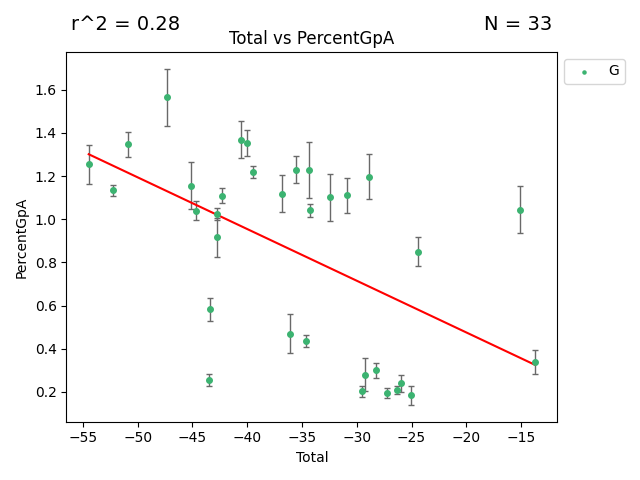 r^2 = 0.28
N = 33
Total vs PercentGpA
G
PercentGpA
1.6
1.4
1.2
1.0
0.8
0.6
0.4
0.2
−55 −50 −45 −40 −35 −30 −25 −20 −15
Total